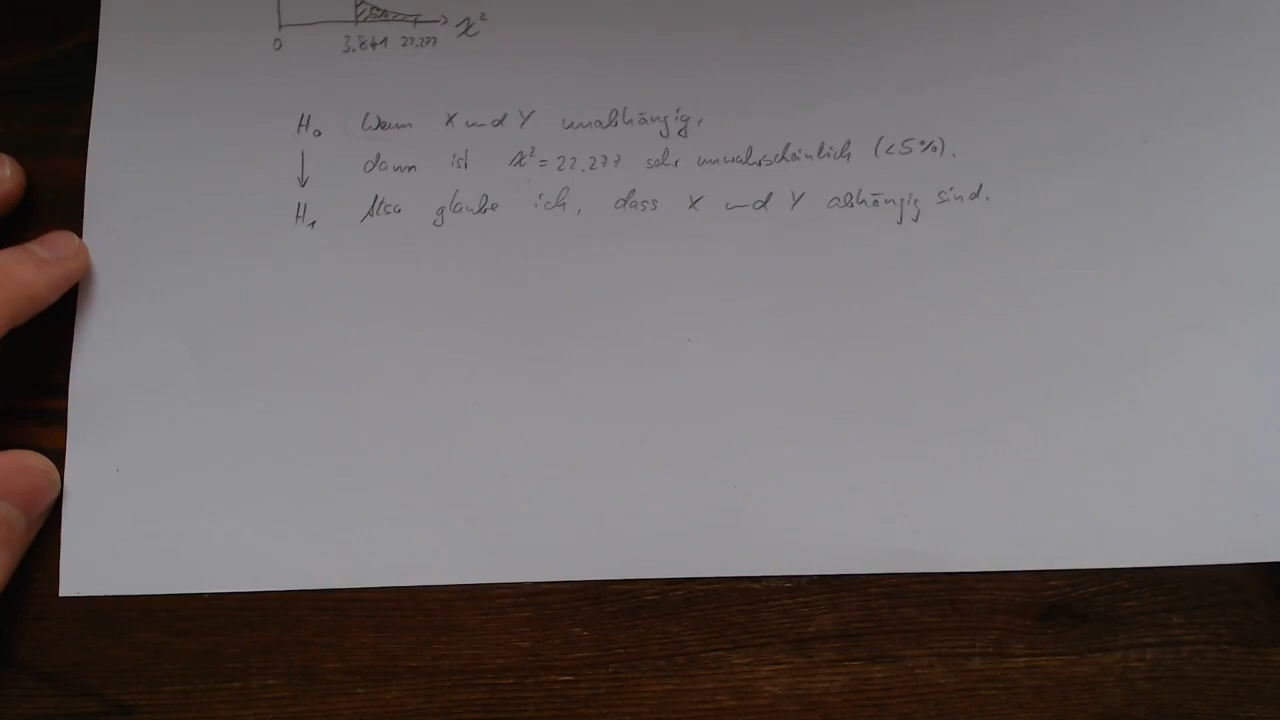 5%
χ²
0 3.841 22.277
H₀ Wenn X und Y unabhängig,
↓ dann ist χ² = 22.277 sehr unwahrscheinlich (<5%).
H₁ Also glaube ich, dass X und Y abhängig sind.